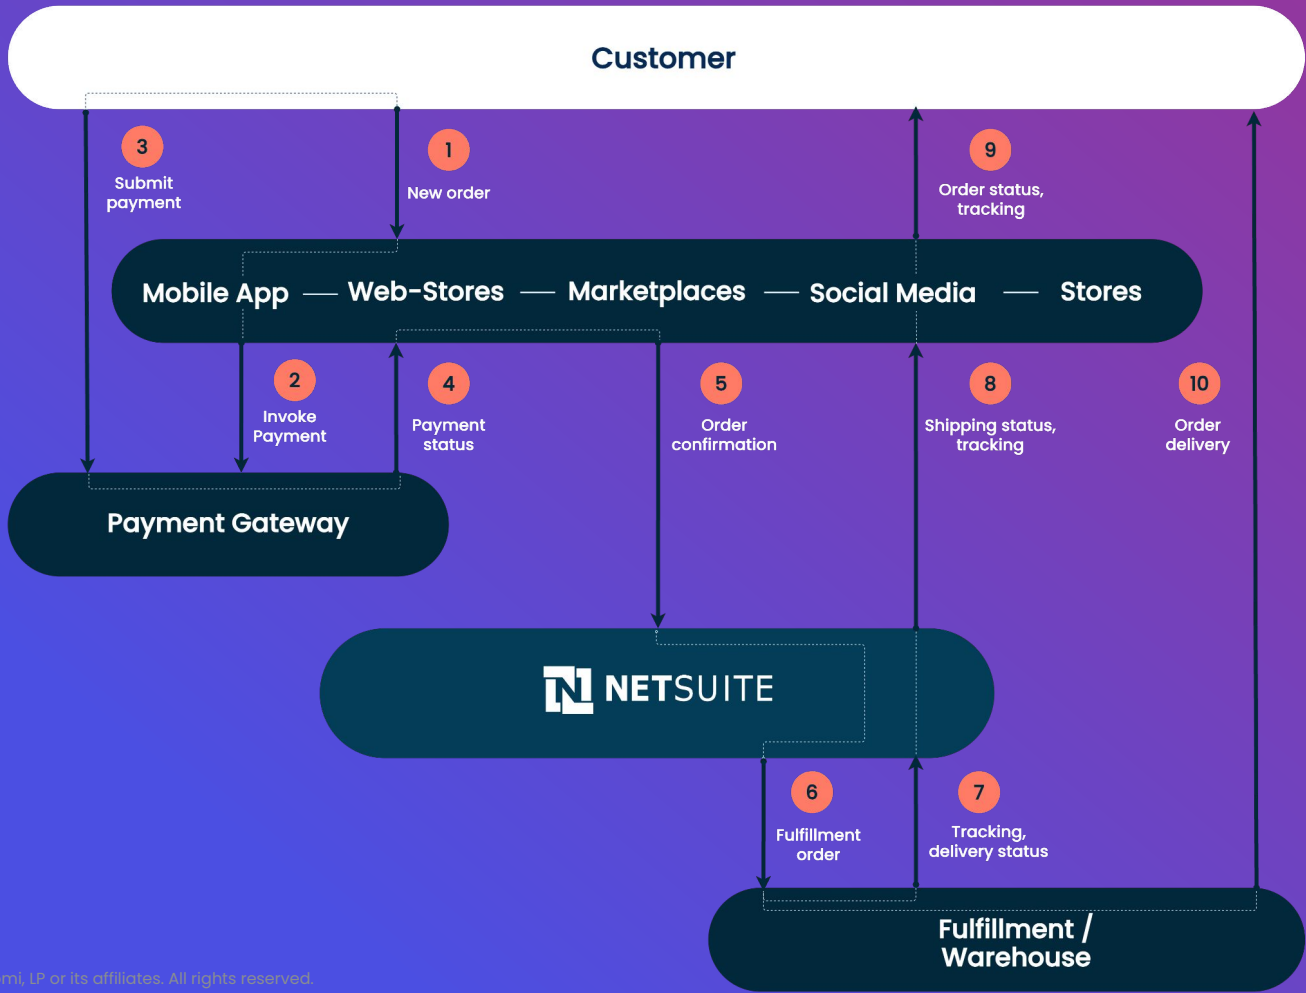 Customer
3
Submit
payment
1
New order
9
Order status,
tracking
Mobile App — Web-Stores — Marketplaces — Social Media — Stores
2
Invoke
Payment
4
Payment
status
5
Order
confirmation
8
Shipping status,
tracking
10
Order
delivery
Payment Gateway
NETSUITE
6
Fulfillment
order
7
Tracking,
delivery status
Fulfillment /
Warehouse
LP or its affiliates. All rights reserved.